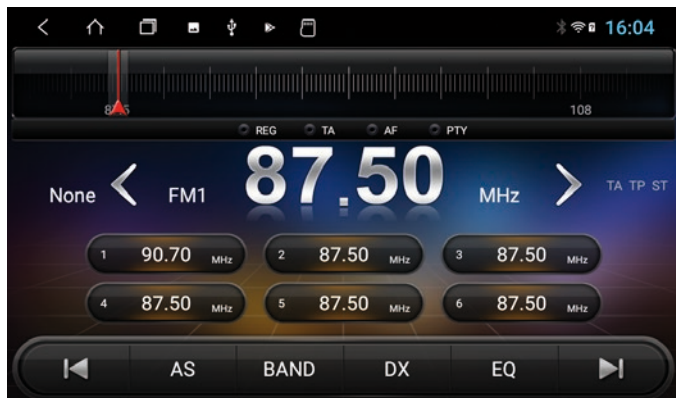 16:04
87.5 108
REG TA AF PTY
None FM1 87.50 MHz TA TP ST
1 90.70 MHz 2 87.50 MHz 3 87.50 MHz
4 87.50 MHz 5 87.50 MHz 6 87.50 MHz
AS BAND DX EQ